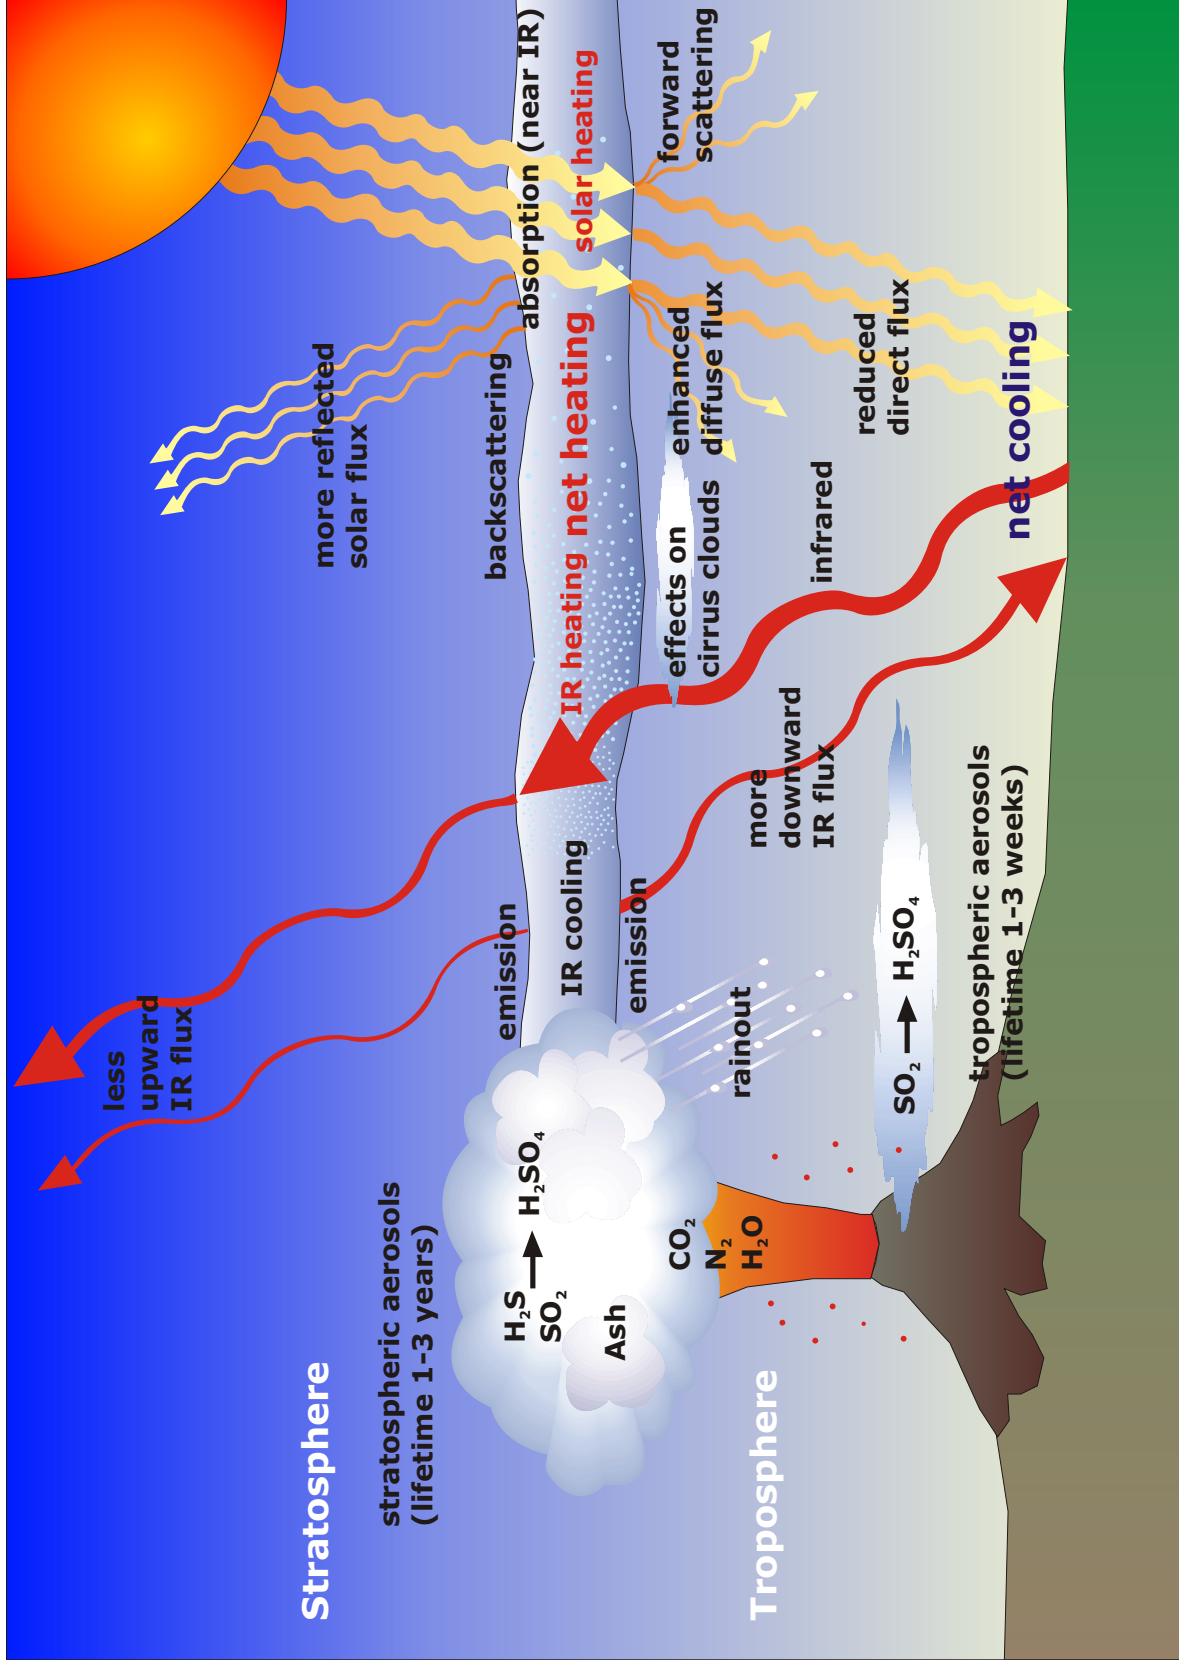 Stratosphere
stratospheric aerosols
(lifetime 1–3 years)
less
upward
IR flux
more reflected
solar flux
backscattering
absorption (near IR)
solar heating
IR heating net heating
IR cooling
emission
emission
H₂S
SO₂
H₂SO₄
Ash
CO₂
N₂
H₂O
rainout
effects on
cirrus clouds
enhanced
diffuse flux
forward
scattering
reduced
direct flux
infrared
more
downward
IR flux
net cooling
Troposphere
SO₂ → H₂SO₄
tropospheric aerosols
(lifetime 1–3 weeks)